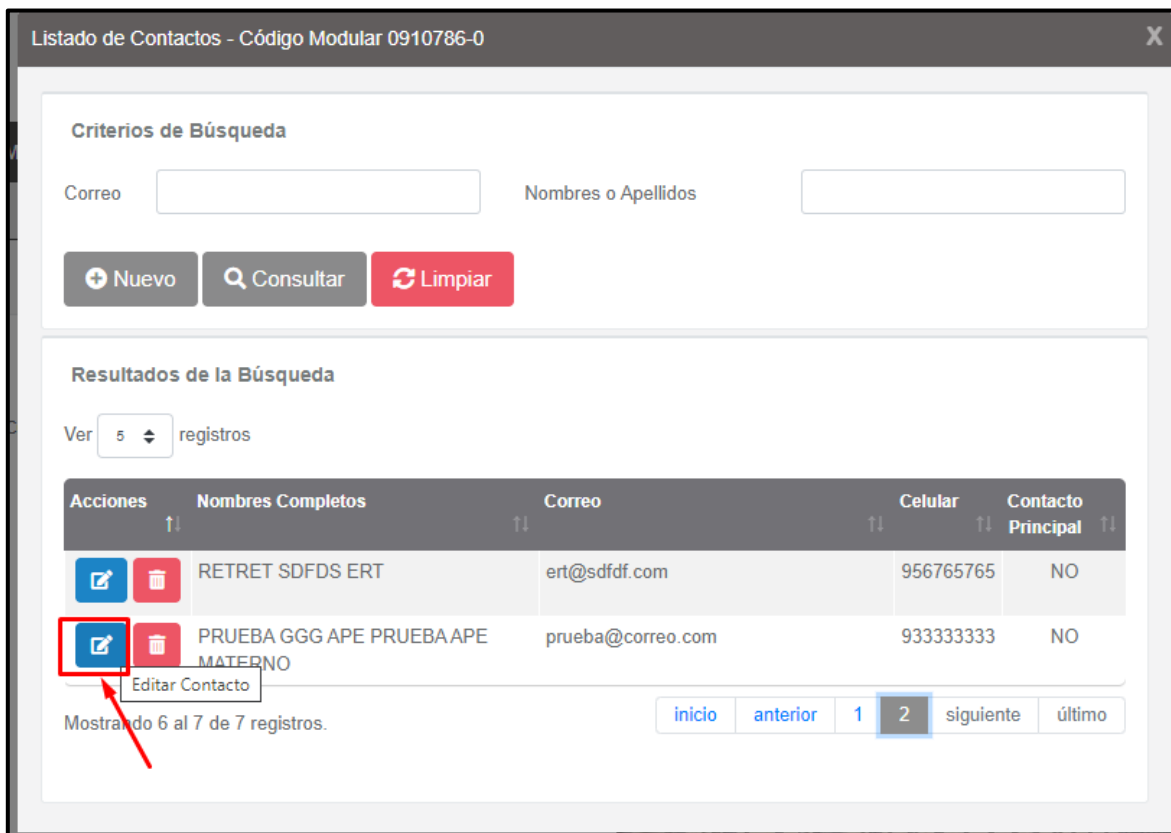 Listado de Contactos - Código Modular 0910786-0 X
Criterios de Búsqueda
Correo Nombres o Apellidos
Nuevo Consultar Limpiar
Resultados de la Búsqueda
Ver 5 registros
Acciones Nombres Completos Correo Celular Contacto
Principal
RETRET SDFDS ERT ert@sdfdf.com 956765765 NO
PRUEBA GGG APE PRUEBA APE prueba@correo.com 933333333 NO
MATERNO
Editar Contacto
Mostrando 6 al 7 de 7 registros. inicio anterior 1 2 siguiente último